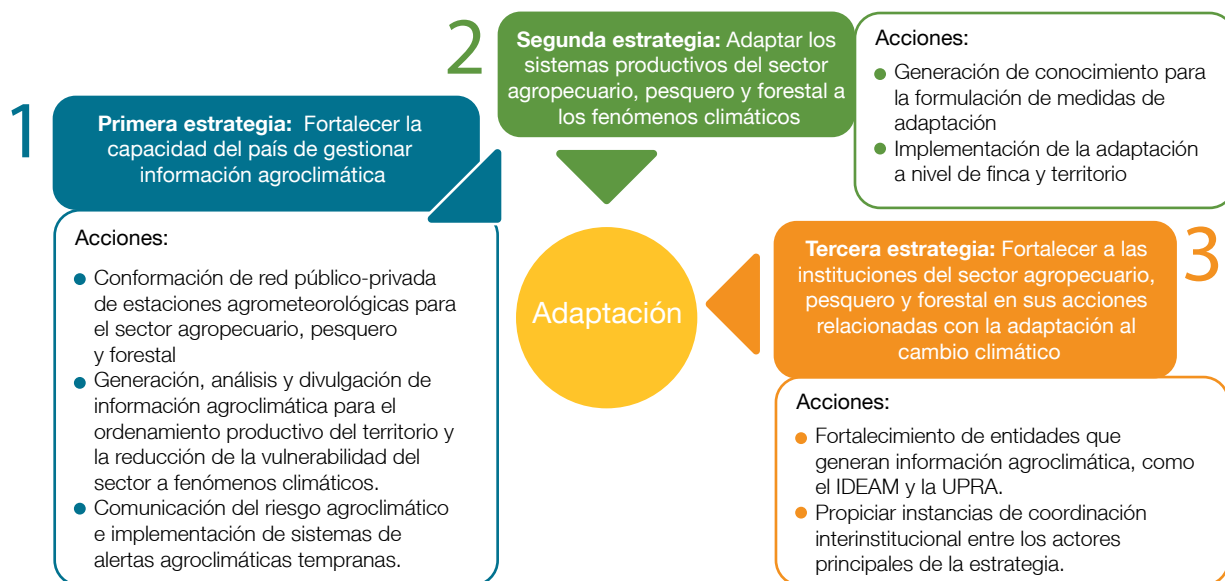 1
Primera estrategia: Fortalecer la
capacidad del país de gestionar
información agroclimática
Acciones:
Conformación de red público-privada
de estaciones agrometeorológicas para
el sector agropecuario, pesquero
y forestal
Generación, análisis y divulgación de
información agroclimática para el
ordenamiento productivo del territorio y
la reducción de la vulnerabilidad del
sector a fenómenos climáticos.
Comunicación del riesgo agroclimático
e implementación de sistemas de
alertas agroclimáticas tempranas.
2
Segunda estrategia: Adaptar los
sistemas productivos del sector
agropecuario, pesquero y forestal a
los fenómenos climáticos
Acciones:
Generación de conocimiento para
la formulación de medidas de
adaptación
Implementación de la adaptación
a nivel de finca y territorio
Adaptación
3
Tercera estrategia: Fortalecer a las
instituciones del sector agropecuario,
pesquero y forestal en sus acciones
relacionadas con la adaptación al
cambio climático
Acciones:
Fortalecimiento de entidades que
generan información agroclimática, como
el IDEAM y la UPRA.
Propiciar instancias de coordinación
interinstitucional entre los actores
principales de la estrategia.